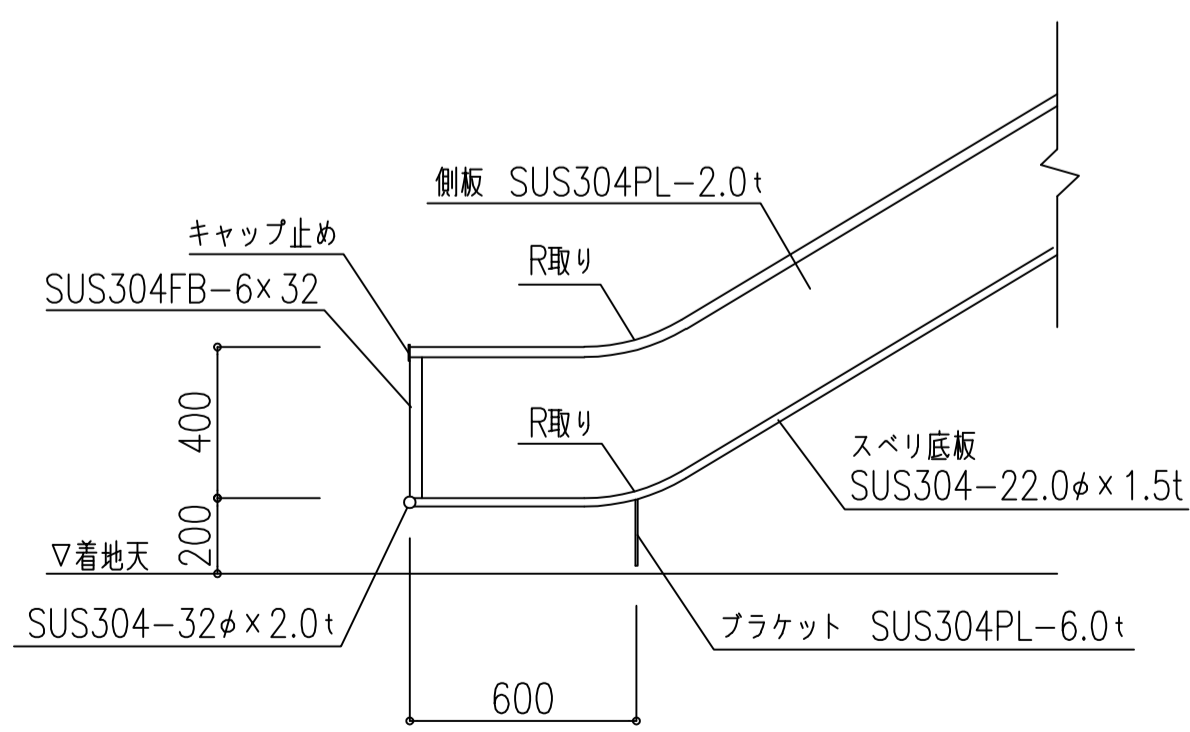 側板 SUS304PL-2.0t
キャップ止め
R取り
SUS304FB-6×32
400
R取り
スベリ底板
SUS304-22.0φ×1.5t
200
▽着地天
SUS304-32φ×2.0t
ブラケット SUS304PL-6.0t
600